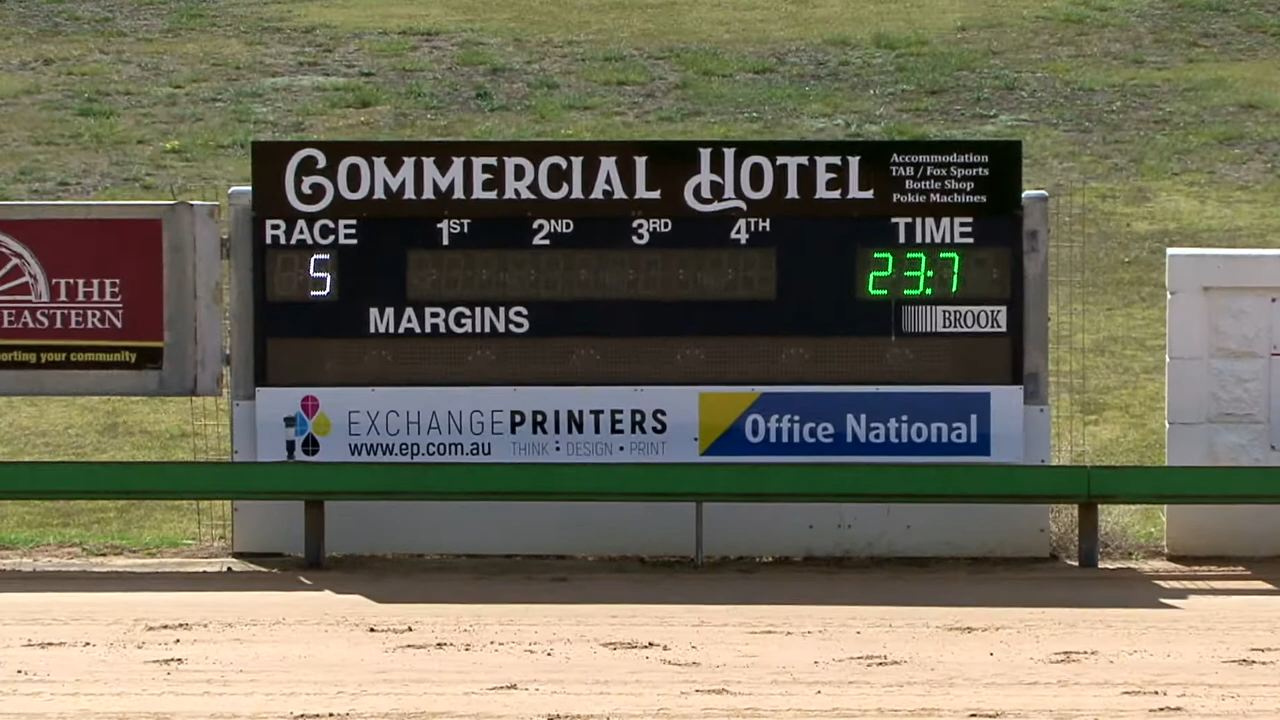 COMMERCIAL HOTEL
Accommodation
TAB / Fox Sports
Bottle Shop
Pokie Machines
RACE 1ST 2ND 3RD 4TH TIME
5 23:7
MARGINS
BROOK
THE
EASTERN
orting your community
EXCHANGEPRINTERS
www.ep.com.au THINK : DESIGN • PRINT
Office National